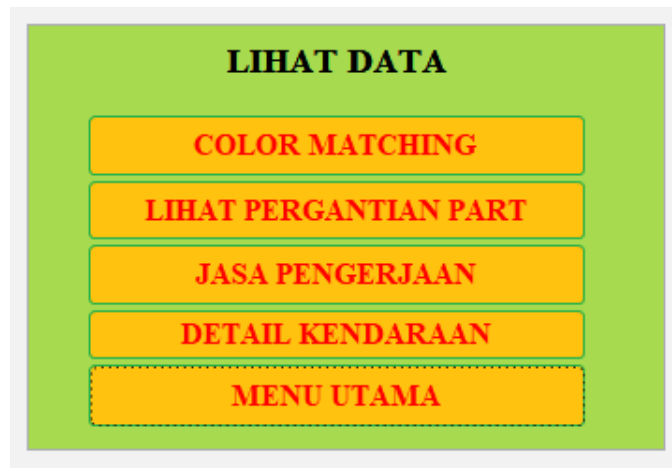 LIHAT DATA
COLOR MATCHING
LIHAT PERGANTIAN PART
JASA PENGERJAAN
DETAIL KENDARAAN
MENU UTAMA